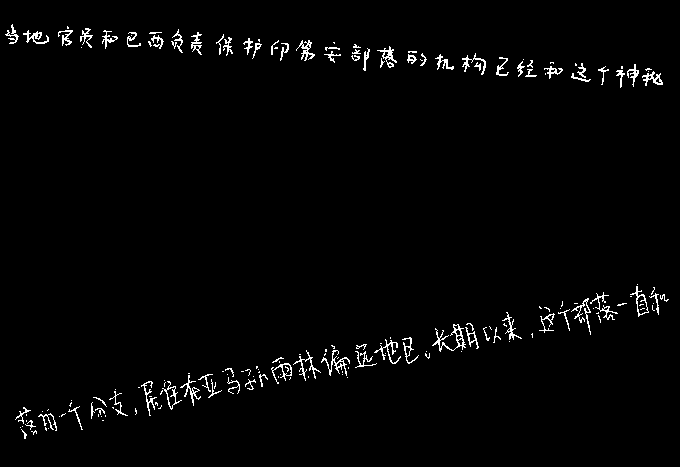 当地官员和巴西负责保护印第安部落的机构已经和这个神秘
落的一个分支,居住在亚马孙雨林偏远地区。长期以来,这个部落一直和